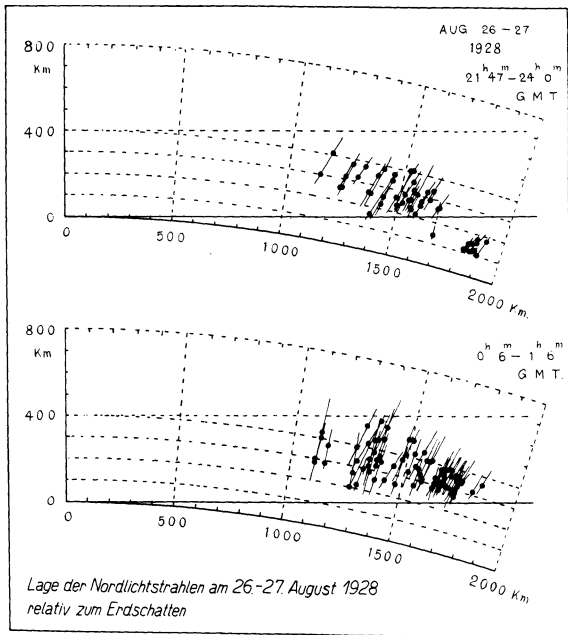 AUG 26-27
1928
21ʰ 47ᵐ-24ʰ 0ᵐ
GMT
800
Km
400
0
0
500
1000
1500
2000 Km.
0ʰ 6ᵐ-1ʰ 6ᵐ
GMT.
800
Km
400
0
0
500
1000
1500
2000 Km
Lage der Nordlichtstrahlen am 26.-27. August 1928
relativ zum Erdschatten